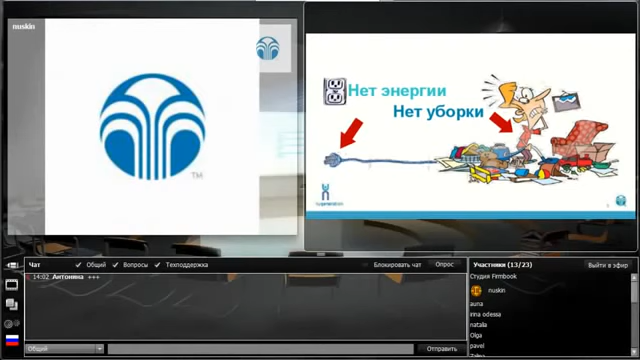 nuskin
TM
Нет энергии
Нет уборки
Чат
Общий
Вопросы
Техподдержка
Блокировать чат
Опрос
Участники (13/23)
Выйти в эфир
14:02 Антонина +++
Студия Firmbook
nuskin
auna
irina odessa
natalia
Olga
pavel
Общий
Отправить